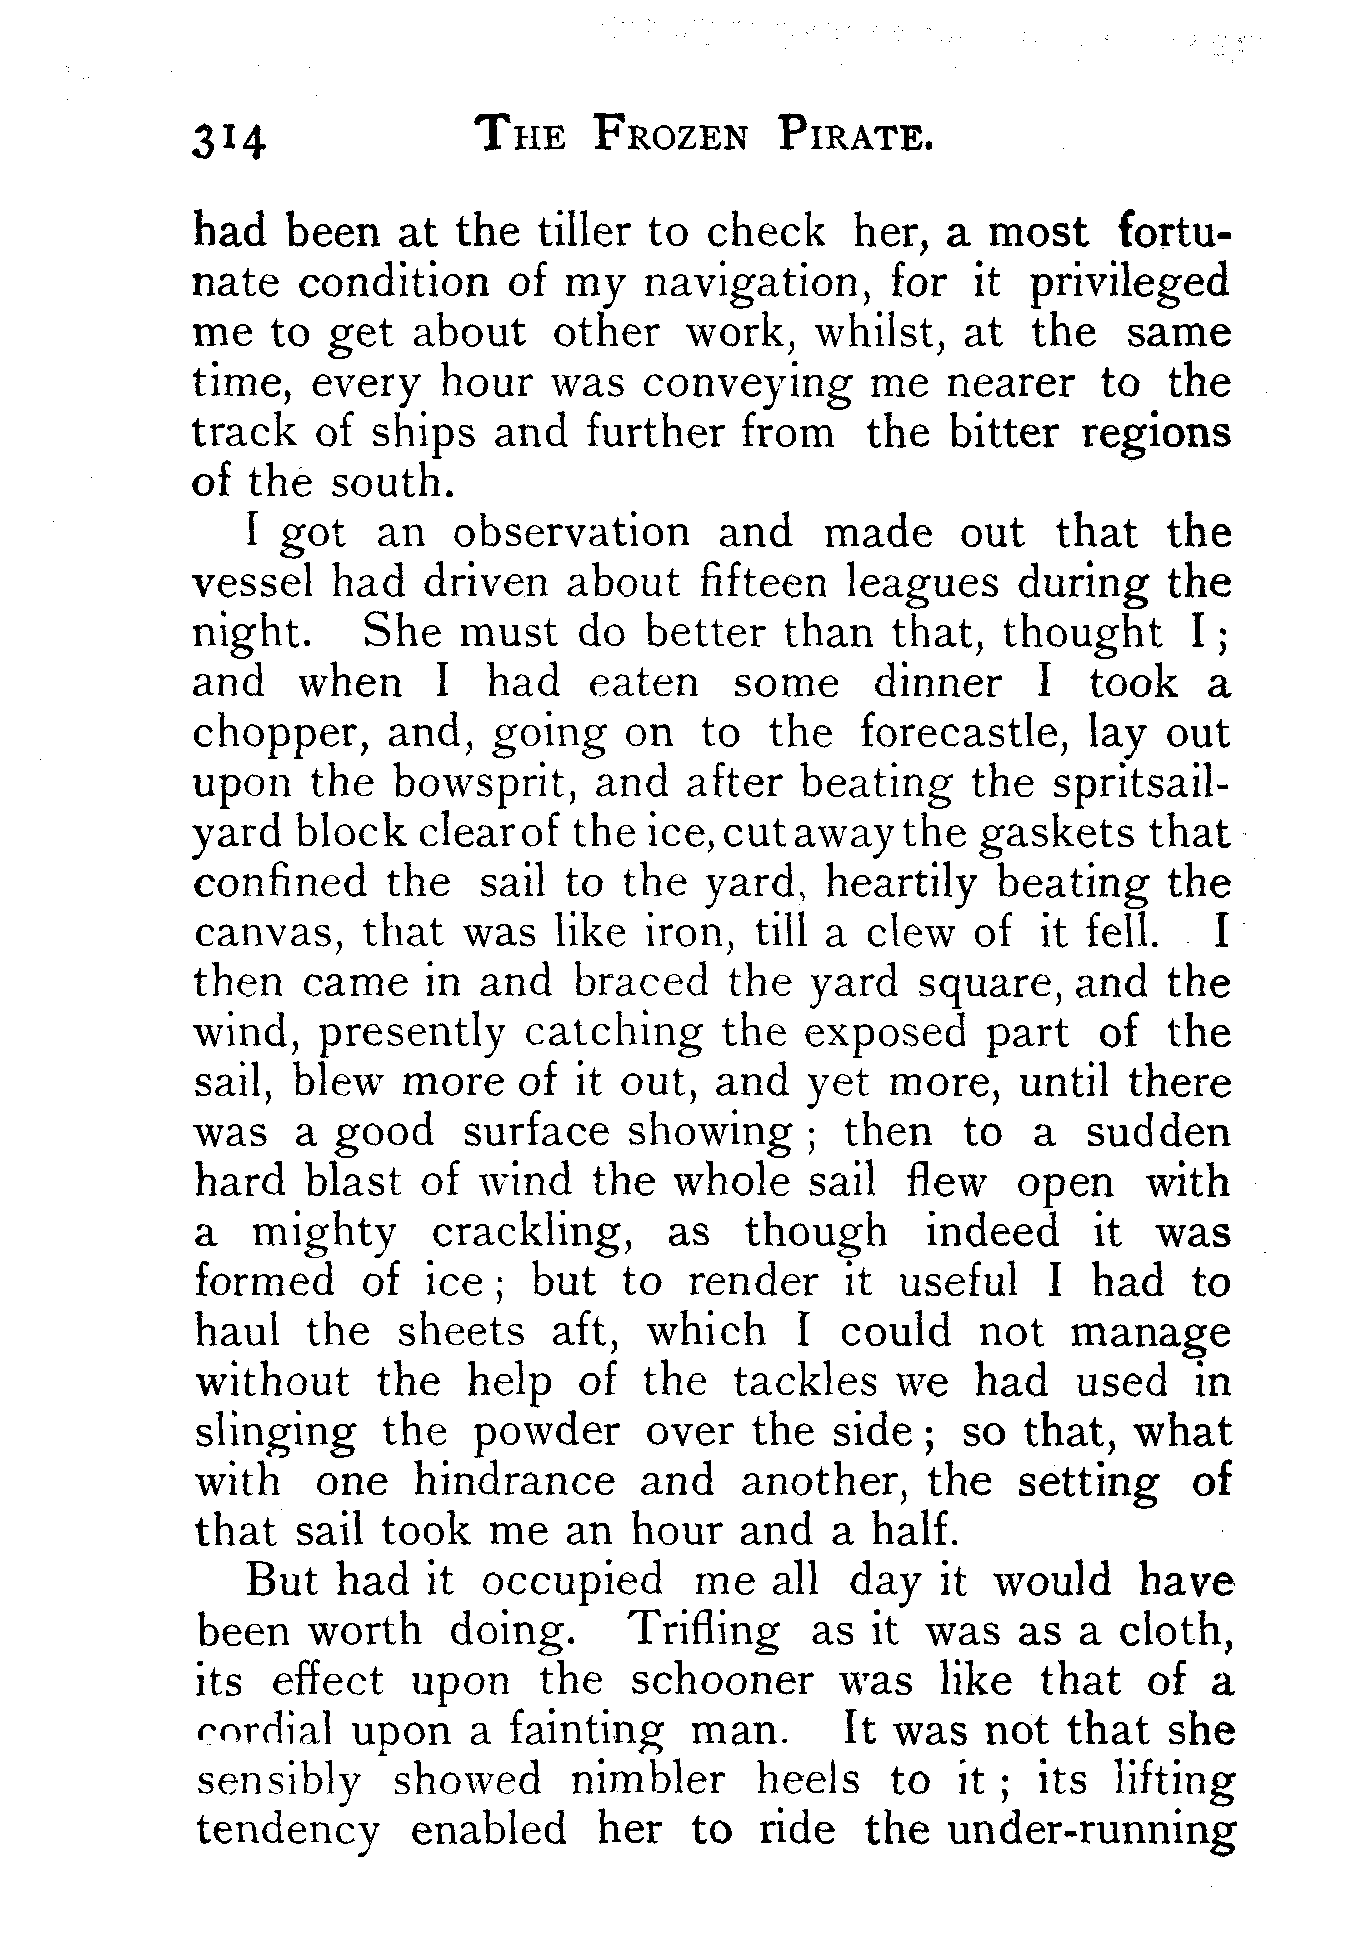 314 THE FROZEN PIRATE.
had been at the tiller to check her, a most fortu-
nate condition of my navigation, for it privileged
me to get about other work, whilst, at the same
time, every hour was conveying me nearer to the
track of ships and further from the bitter regions
of the south.
I got an observation and made out that the
vessel had driven about fifteen leagues during the
night. She must do better than that, thought I ;
and when I had eaten some dinner I took a
chopper, and, going on to the forecastle, lay out
upon the bowsprit, and after beating the spritsail-
yard block clear of the ice, cut away the gaskets that
confined the sail to the yard, heartily beating the
canvas, that was like iron, till a clew of it fell. I
then came in and braced the yard square, and the
wind, presently catching the exposed part of the
sail, blew more of it out, and yet more, until there
was a good surface showing ; then to a sudden
hard blast of wind the whole sail flew open with
a mighty crackling, as though indeed it was
formed of ice ; but to render it useful I had to
haul the sheets aft, which I could not manage
without the help of the tackles we had used in
slinging the powder over the side ; so that, what
with one hindrance and another, the setting of
that sail took me an hour and a half.
But had it occupied me all day it would have
been worth doing. Trifling as it was as a cloth,
its effect upon the schooner was like that of a
cordial upon a fainting man. It was not that she
sensibly showed nimbler heels to it ; its lifting
tendency enabled her to ride the under-running